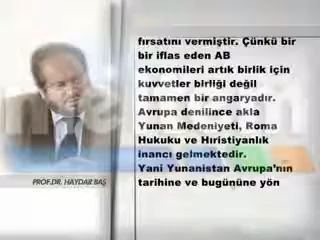 fırsatını vermiştir. Çünkü bir
bir iflas eden AB
ekonomileri artık birlik için
kuvvetler birliği değil
tamamen bir angaryadır.
Avrupa denilince akla
Yunan Medeniyeti, Roma
Hukuku ve Hıristiyanlık
inancı gelmektedir.
Yani Yunanistan Avrupa'nın
tarihine ve bugününe yön
PROF.DR. HAYDAR BAŞ